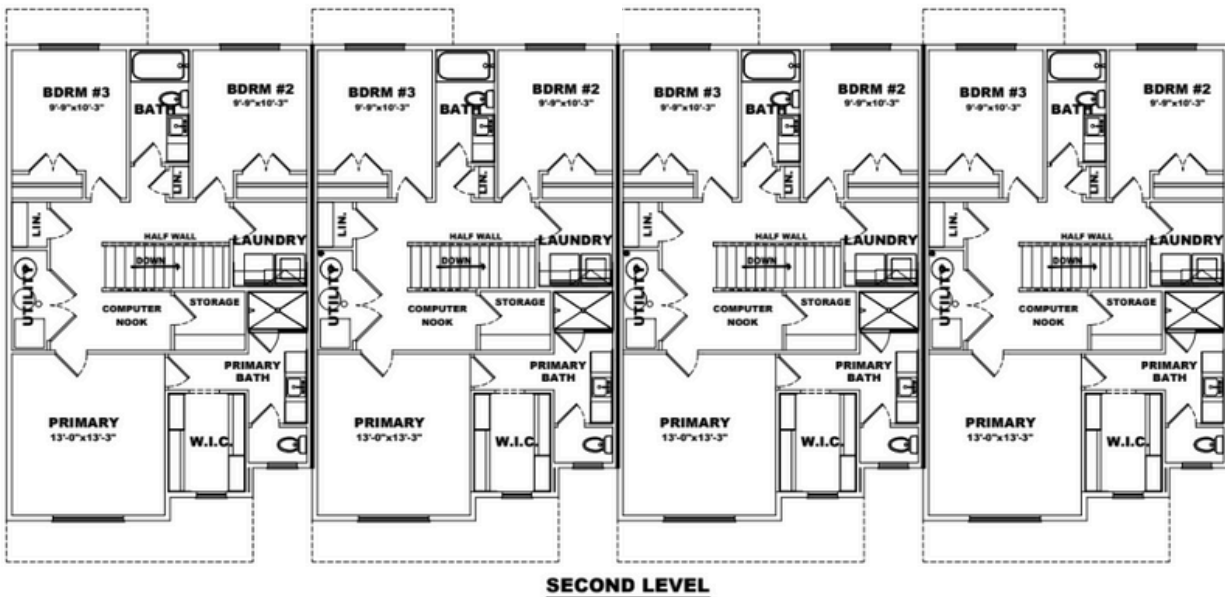 BDRM #3
9'-9"x10'-3"
BATH
BDRM #2
9'-9"x10'-3"
LIN.
LIN.
HALF WALL
LAUNDRY
DOWN
UTILITY
COMPUTER
NOOK
STORAGE
PRIMARY
BATH
PRIMARY
13'-0"x13'-3"
W.I.C.
BDRM #3
9'-9"x10'-3"
BATH
BDRM #2
9'-9"x10'-3"
LIN.
LIN.
HALF WALL
LAUNDRY
DOWN
UTILITY
COMPUTER
NOOK
STORAGE
PRIMARY
BATH
PRIMARY
13'-0"x13'-3"
W.I.C.
BDRM #3
9'-9"x10'-3"
BATH
BDRM #2
9'-9"x10'-3"
LIN.
LIN.
HALF WALL
LAUNDRY
DOWN
UTILITY
COMPUTER
NOOK
STORAGE
PRIMARY
BATH
PRIMARY
13'-0"x13'-3"
W.I.C.
BDRM #3
9'-9"x10'-3"
BATH
BDRM #2
9'-9"x10'-3"
LIN.
LIN.
HALF WALL
LAUNDRY
DOWN
UTILITY
COMPUTER
NOOK
STORAGE
PRIMARY
BATH
PRIMARY
13'-0"x13'-3"
W.I.C.
SECOND LEVEL